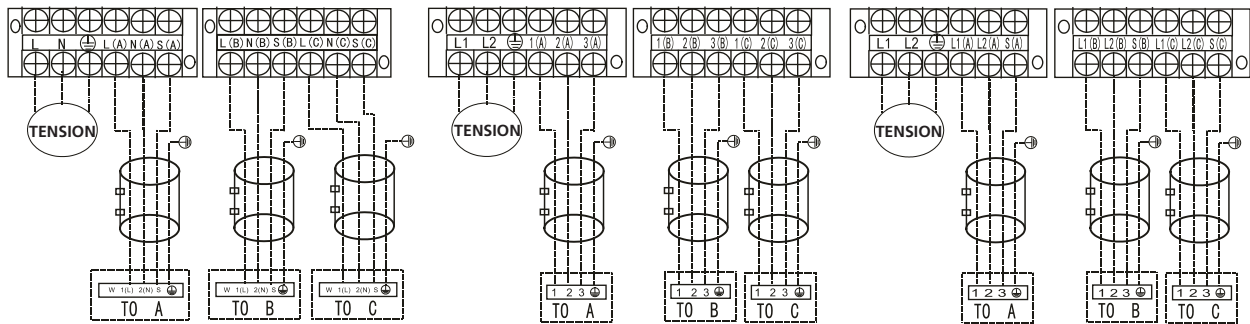 L N L(A) N(A) S(A)
L(B) N(B) S(B) L(C) N(C) S(C)
TENSION
W 1(L) 2(N) S
TO A
W 1(L) 2(N) S
TO B
W 1(L) 2(N) S
TO C
L1 L2 1(A) 2(A) 3(A)
1(B) 2(B) 3(B) 1(C) 2(C) 3(C)
TENSION
1 2 3
TO A
1 2 3
TO B
1 2 3
TO C
L1 L2 L1(A) L2(A) S(A)
L1(B) L2(B) S(B) L1(C) L2(C) S(C)
TENSION
1 2 3
TO A
1 2 3
TO B
1 2 3
TO C